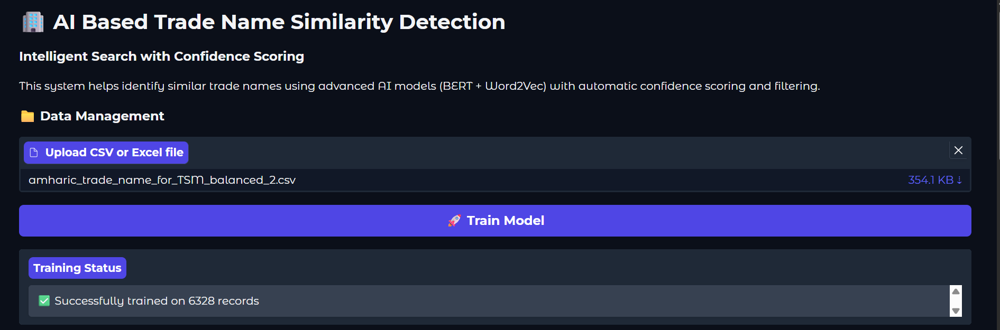 AI Based Trade Name Similarity Detection
Intelligent Search with Confidence Scoring
This system helps identify similar trade names using advanced AI models (BERT + Word2Vec) with automatic confidence scoring and filtering.
Data Management
Upload CSV or Excel file
amharic_trade_name_for_TSM_balanced_2.csv 354.1 KB ⇣
🚀 Train Model
Training Status
✅ Successfully trained on 6328 records